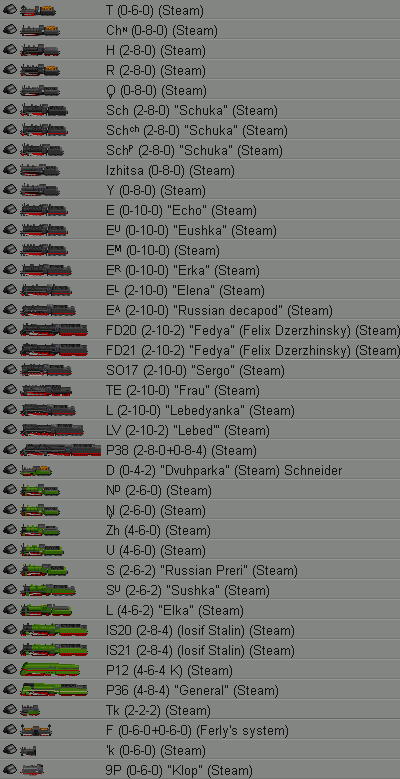 T (0-6-0) (Steam)
Chᴺ (0-8-0) (Steam)
H (2-8-0) (Steam)
R (2-8-0) (Steam)
Q (0-8-0) (Steam)
Sch (2-8-0) "Schuka" (Steam)
Schᶜʰ (2-8-0) "Schuka" (Steam)
Schᴾ (2-8-0) "Schuka" (Steam)
Izhitsa (0-8-0) (Steam)
Y (0-8-0) (Steam)
E (0-10-0) "Echo" (Steam)
Eᵁ (0-10-0) "Eushka" (Steam)
Eᴹ (0-10-0) (Steam)
Eᴿ (0-10-0) "Erka" (Steam)
Eᴸ (2-10-0) "Elena" (Steam)
Eᴬ (2-10-0) "Russian decapod" (Steam)
FD20 (2-10-2) "Fedya" (Felix Dzerzhinsky) (Steam)
FD21 (2-10-2) "Fedya" (Felix Dzerzhinsky) (Steam)
SO17 (2-10-0) "Sergo" (Steam)
TE (2-10-0) "Frau" (Steam)
L (2-10-0) "Lebedyanka" (Steam)
LV (2-10-2) "Lebed'" (Steam)
P38 (2-8-0+0-8-4) (Steam)
D (0-4-2) "Dvuhparka" (Steam) Schneider
Nᴰ (2-6-0) (Steam)
Ṇ (2-6-0) (Steam)
Zh (4-6-0) (Steam)
U (4-6-0) (Steam)
S (2-6-2) "Russian Preri" (Steam)
Sᵁ (2-6-2) "Sushka" (Steam)
L (4-6-2) "Elka" (Steam)
IS20 (2-8-4) (Iosif Stalin) (Steam)
IS21 (2-8-4) (Iosif Stalin) (Steam)
P12 (4-6-4 K) (Steam)
P36 (4-8-4) "General" (Steam)
Tk (2-2-2) (Steam)
F (0-6-0+0-6-0) (Ferly's system)
'k (0-6-0) (Steam)
9P (0-6-0) "Klop" (Steam)